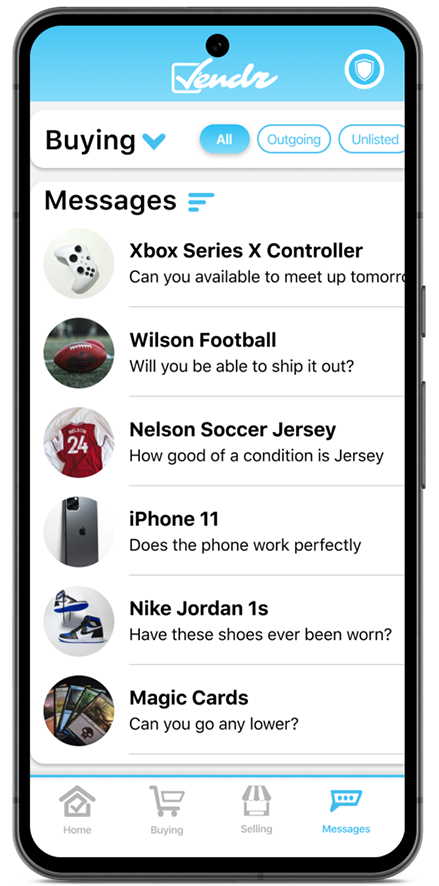 Vendr
Buying
All
Outgoing
Unlisted
Messages
Xbox Series X Controller
Can you available to meet up tomorro
Wilson Football
Will you be able to ship it out?
NELSON
24
Nelson Soccer Jersey
How good of a condition is Jersey
iPhone 11
Does the phone work perfectly
Nike Jordan 1s
Have these shoes ever been worn?
Magic Cards
Can you go any lower?
Home
Buying
Selling
Messages